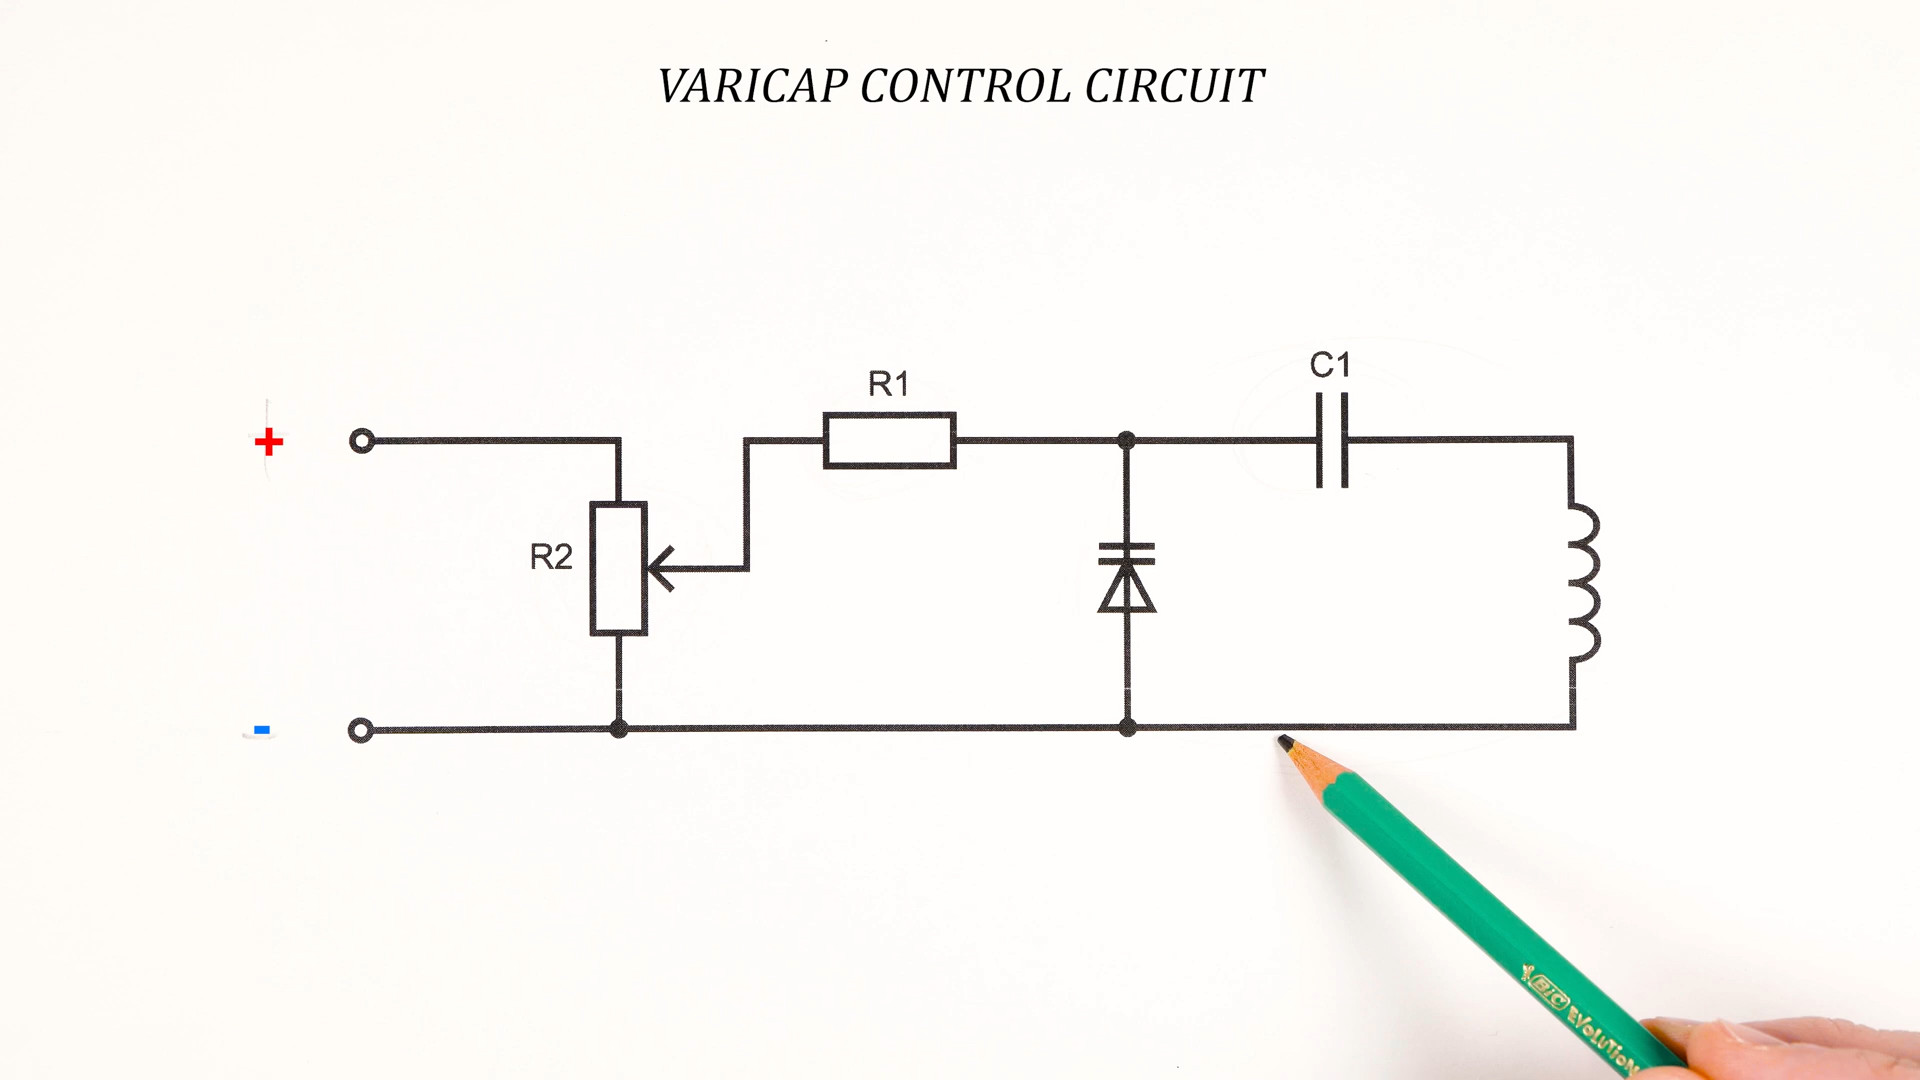 VARICAP CONTROL CIRCUIT
C1
R1
+
R2
-
BIC EVOLUTION